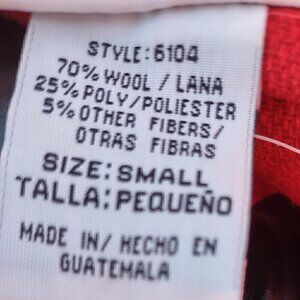 STYLE:6104
70% WOOL / LANA
25% POLY/POLIESTER
5% OTHER FIBERS/
OTRAS FIBRAS
SIZE:SMALL
TALLA:PEQUEÑO
MADE IN/ HECHO EN
GUATEMALA